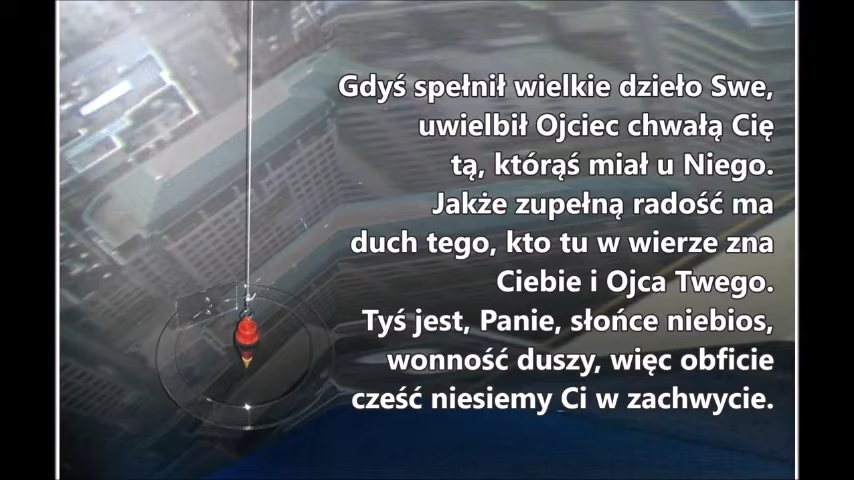 Gdyś spełnił wielkie dzieło Swe,
uwielbił Ojciec chwałą Cię
tą, którąś miał u Niego.
Jakże zupełną radość ma
duch tego, kto tu w wierze zna
Ciebie i Ojca Twego.
Tyś jest, Panie, słońce niebios,
wonność duszy, więc obficie
cześć niesiemy Ci w zachwycie.